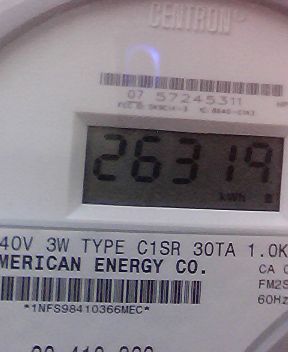 CENTRON
07 57245311
26319
kWh
40V 3W TYPE C1SR 30TA 1.0K
MERICAN ENERGY CO.
CA 0
FM2S
60Hz
*1NFS98410366MEC*